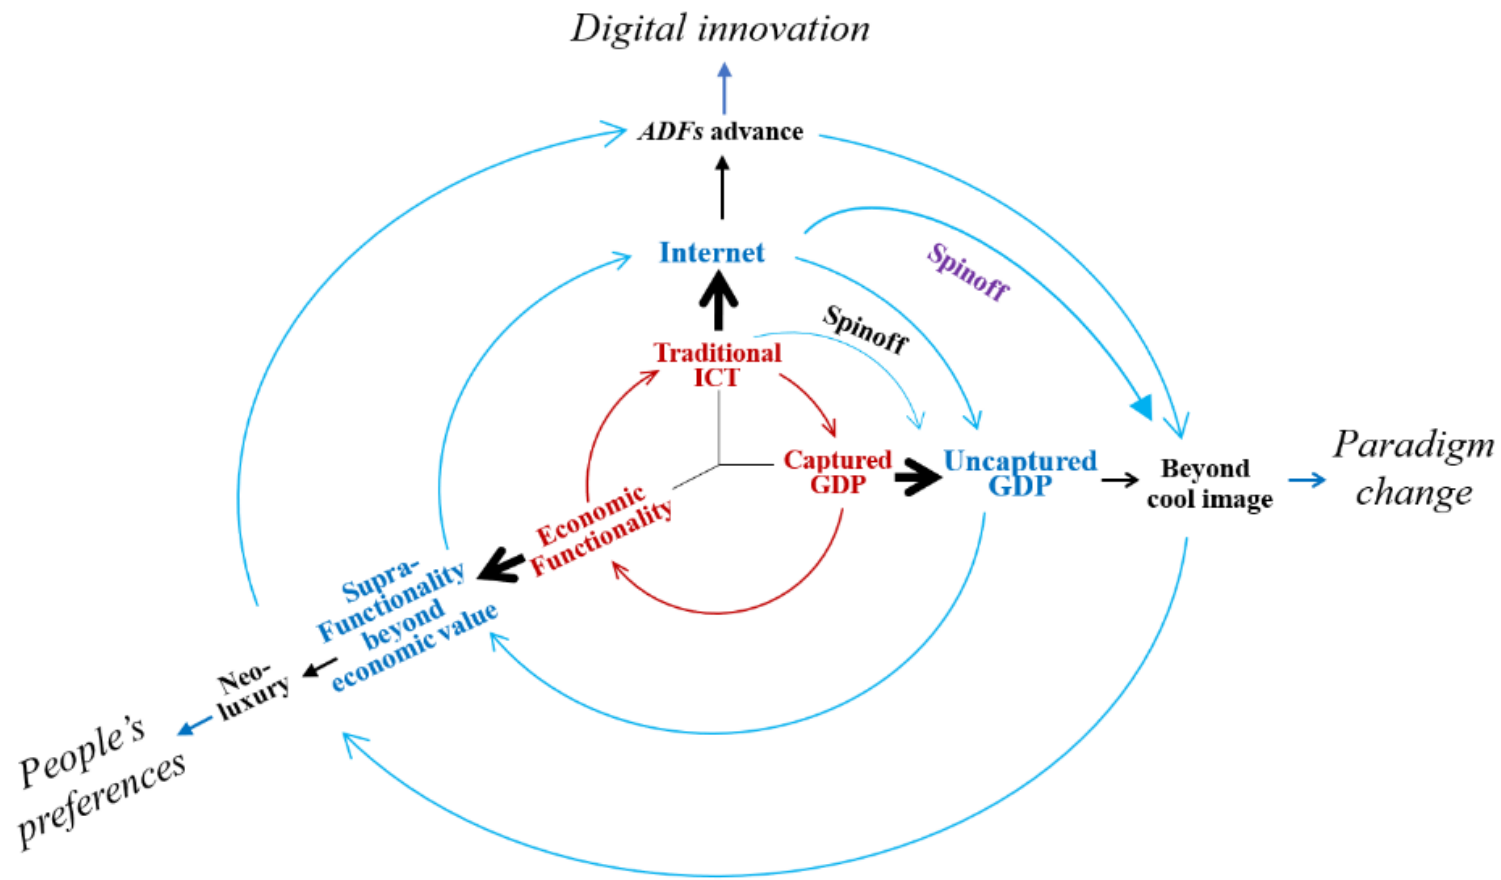 Digital innovation
ADFs advance
Internet
Spinoff
Spinoff
Traditional
ICT
Captured
GDP
Uncaptured
GDP
Beyond
cool image
Paradigm
change
Economic
Functionality
Supra-
Functionality
beyond
economic value
Neo-
luxury
People’s
preferences